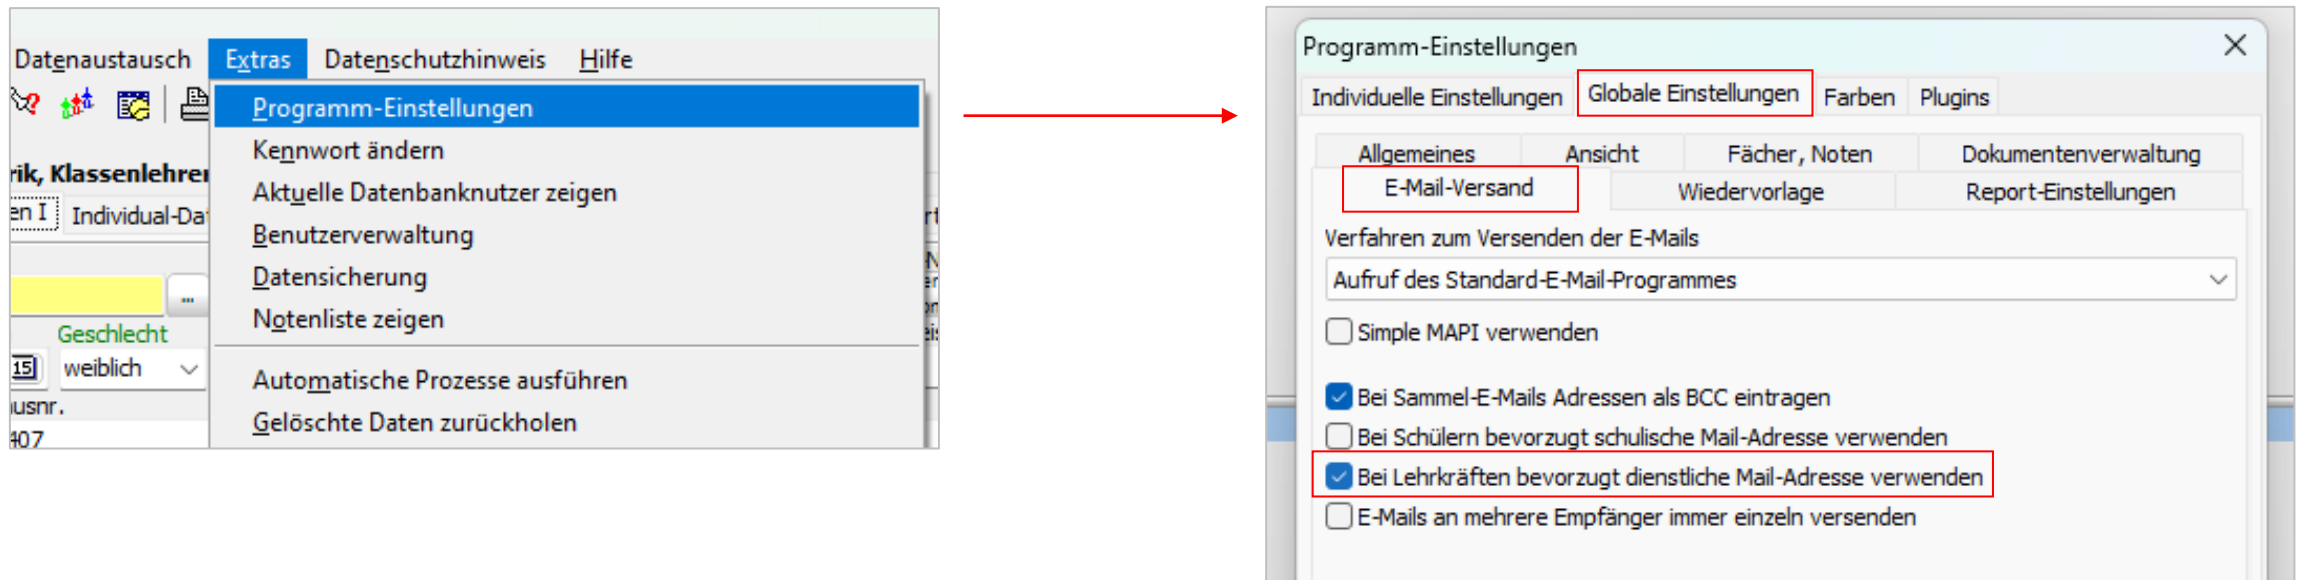 Datenaustausch Extras Datenschutzhinweis Hilfe
Programm-Einstellungen
Kennwort ändern
rik, Klassenlehrer
Aktuelle Datenbanknutzer zeigen
en I Individual-Dat
Benutzerverwaltung
Datensicherung
...
Notenliste zeigen
Geschlecht
15 weiblich
Automatische Prozesse ausführen
usnr.
Gelöschte Daten zurückholen
407
Programm-Einstellungen
Individuelle Einstellungen Globale Einstellungen Farben Plugins
Allgemeines Ansicht Fächer, Noten Dokumentenverwaltung
E-Mail-Versand Wiedervorlage Report-Einstellungen
Verfahren zum Versenden der E-Mails
Aufruf des Standard-E-Mail-Programmes
Simple MAPI verwenden
Bei Sammel-E-Mails Adressen als BCC eintragen
Bei Schülern bevorzugt schulische Mail-Adresse verwenden
Bei Lehrkräften bevorzugt dienstliche Mail-Adresse verwenden
E-Mails an mehrere Empfänger immer einzeln versenden